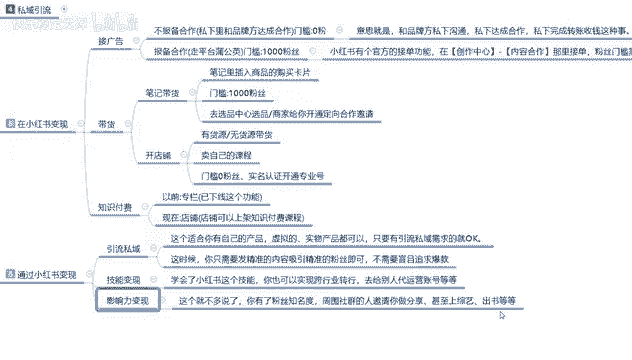 私域引流
接广告
不报备合作(私下里和品牌方达成合作)门槛:0粉
意思就是，和品牌方私下沟通，私下达成合作，私下完成转账收钱这种事。
报备合作(走平台蒲公英)门槛:1000粉丝
小红书有个官方的接单功能，在【创作中心】-【内容合作】那里接单，粉丝门槛
在小红书变现
带货
笔记带货
笔记里插入商品的购买卡片
门槛:1000粉丝
去选品中心选品/商家给你开通定向合作邀请
开店铺
有货源/无货源带货
卖自己的课程
门槛0粉丝、实名认证开通专业号
知识付费
以前:专栏(已下线这个功能)
现在:店铺(店铺可以上架知识付费课程)
通过小红书变现
引流私域
这个适合你有自己的产品，虚拟的、实物产品都可以，只要有引流私域需求的就OK。
这时候，你只需要发精准的内容吸引精准的粉丝即可，不需要盲目追求爆款
技能变现
学会了小红书这个技能，你也可以实现跨行业转行，去给别人代运营账号等等
影响力变现
这个就不多说了，你有了粉丝知名度，周围社群的人邀请你做分享、甚至上综艺、出书等等